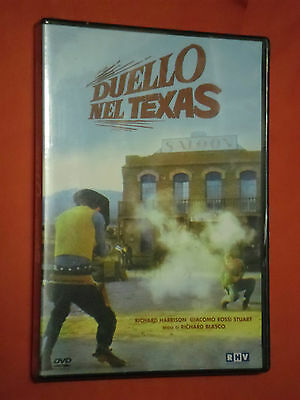 DUELLO
NEL TEXAS
SALOON
RICHARD HARRISON GIACOMO ROSSI STUART
REGIA DI RICHARD BLASCO
DVD
RHV